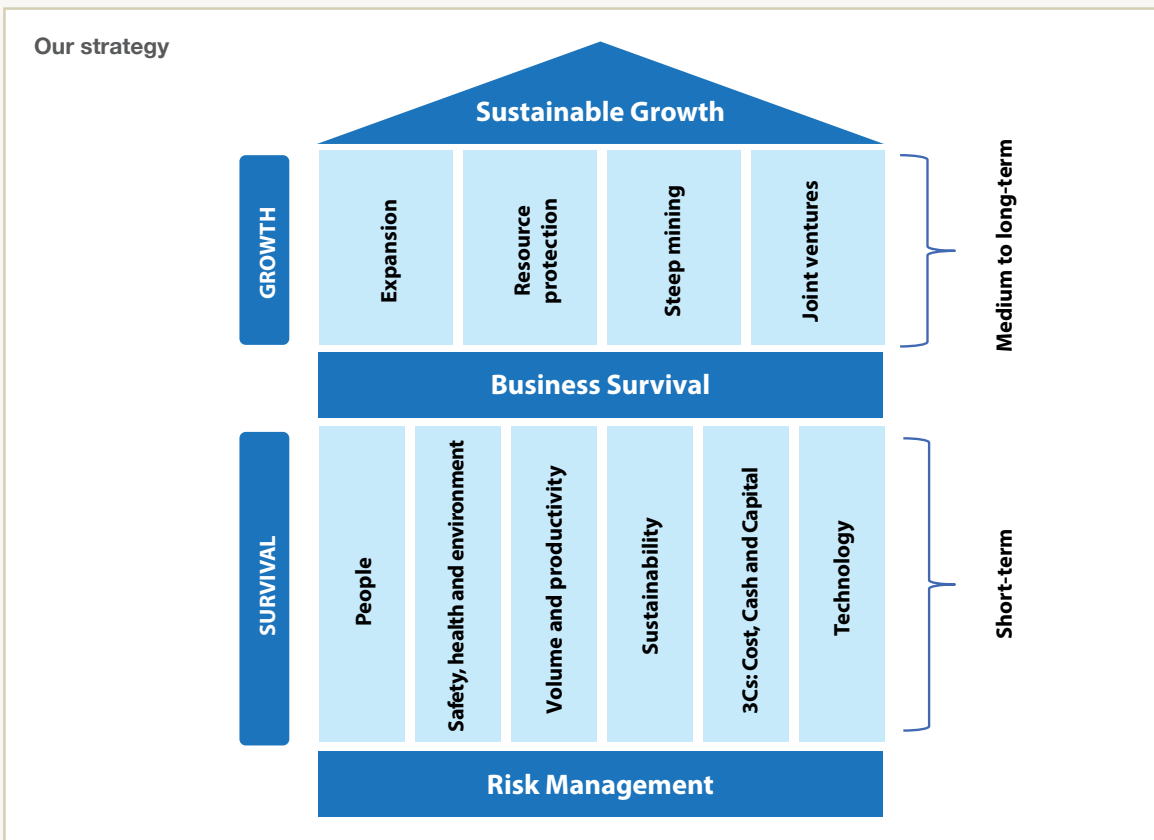 Our strategy
Sustainable Growth
GROWTH
Expansion
Resource
protection
Steep mining
Joint ventures
Medium to long-term
Business Survival
SURVIVAL
People
Safety, health and environment
Volume and productivity
Sustainability
3Cs: Cost, Cash and Capital
Technology
Short-term
Risk Management